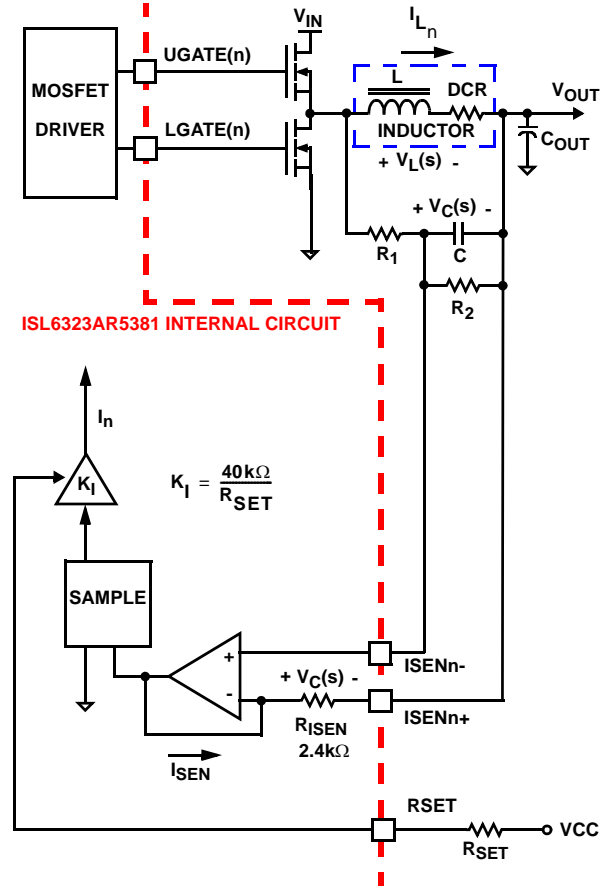 V_IN
I_Ln
UGATE(n)
MOSFET
DRIVER
L
DCR
V_OUT
LGATE(n)
INDUCTOR
C_OUT
+ V_L(s) -
+ V_C(s) -
R_1
C
R_2
ISL6323AR5381 INTERNAL CIRCUIT
I_n
K_I
K_I = 40kΩ / R_SET
SAMPLE
+
-
ISENn-
+ V_C(s) -
ISENn+
R_ISEN
2.4kΩ
I_SEN
RSET
VCC
R_SET